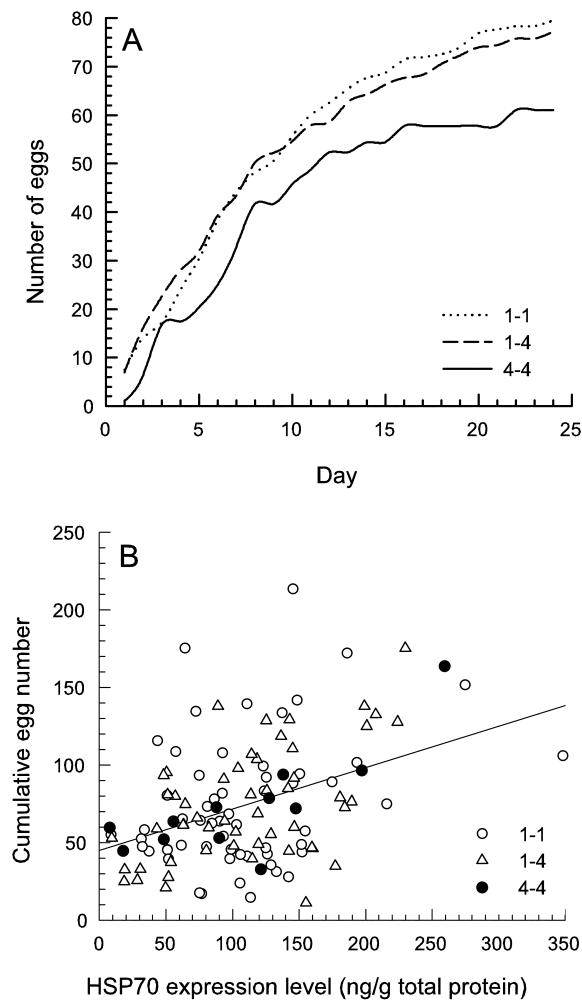 A
80
70
60
50
40
30
20
10
0
Number of eggs
1-1
1-4
4-4
0 5 10 15 20 25
Day
B
250
200
150
100
50
0
Cumulative egg number
1-1
1-4
4-4
0 50 100 150 200 250 300 350
HSP70 expression level (ng/g total protein)